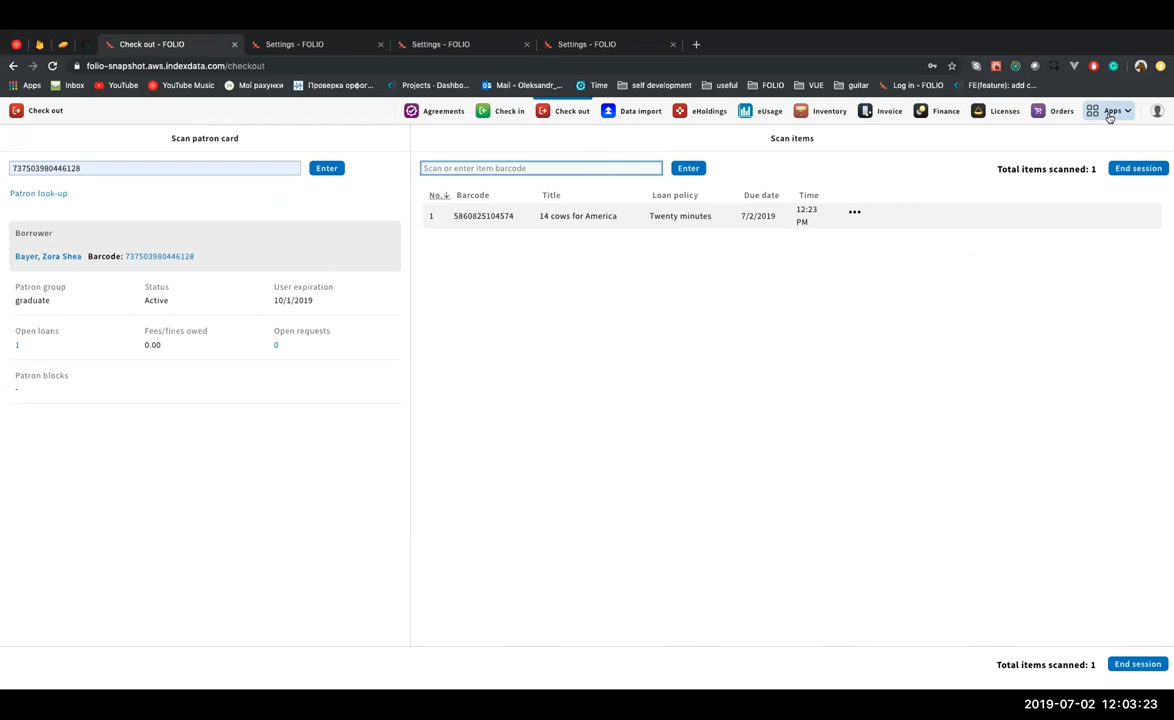 Check out - FOLIO
Settings - FOLIO
Settings - FOLIO
Settings - FOLIO
folio-snapshot.aws.indexdata.com/checkout
Apps
Inbox
YouTube
YouTube Music
Мої рахунки
Проверка орфог...
Projects - Dashbo...
Mail - Oleksandr_...
Time
self development
useful
FOLIO
VUE
guitar
Log in - FOLIO
FE(feature): add c...
Check out
Agreements
Check in
Check out
Data import
eHoldings
eUsage
Inventory
Invoice
Finance
Licenses
Orders
Apps
Scan patron card
Scan items
737503980446128
Enter
Scan or enter item barcode
Enter
Total items scanned: 1
End session
Patron look-up
No. Barcode Title Loan policy Due date Time
1 5860825104574 14 cows for America Twenty minutes 7/2/2019 12:23
PM
Borrower
Bayer, Zora Shea Barcode: 737503980446128
Patron group Status User expiration
graduate Active 10/1/2019
Open loans Fees/fines owed Open requests
1 0.00 0
Patron blocks
-
Total items scanned: 1
End session
2019-07-02 12:03:23